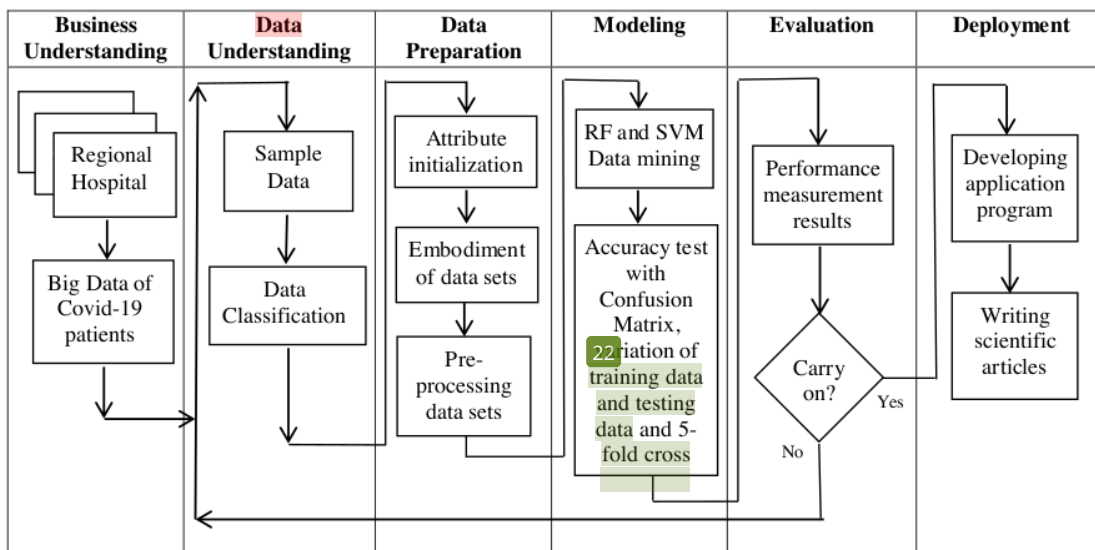 Business
Understanding
Data
Understanding
Data
Preparation
Modeling
Evaluation
Deployment
Regional
Hospital
Big Data of
Covid-19
patients
Sample
Data
Data
Classification
Attribute
initialization
Embodiment
of data sets
Pre-
processing
data sets
RF and SVM
Data mining
Accuracy test
with
Confusion
Matrix,
22
of
training data
and testing
data and 5-
fold cross
Performance
measurement
results
Carry
on?
Yes
No
Developing
application
program
Writing
scientific
articles